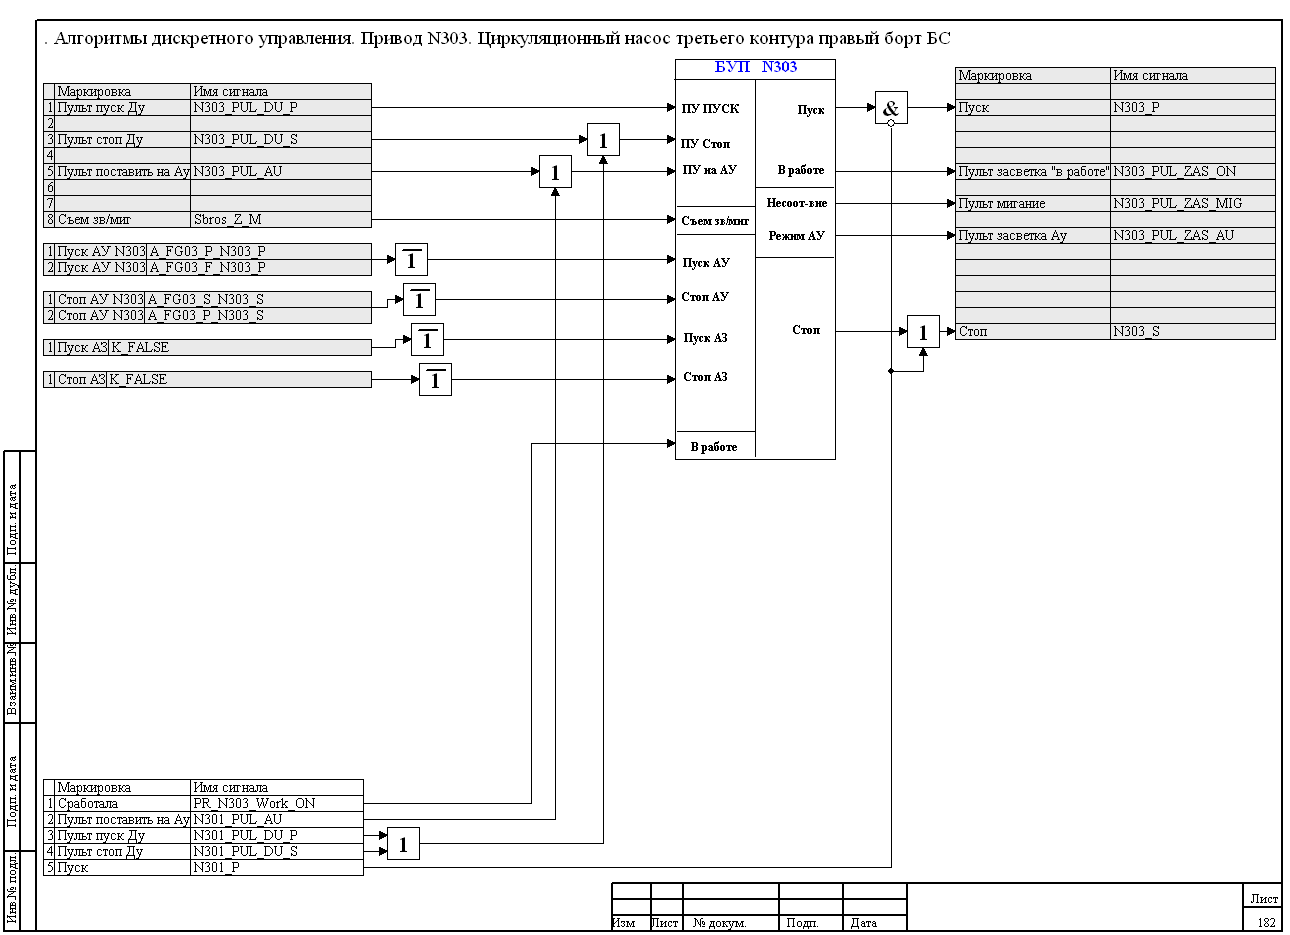 . Алгоритмы дискретного управления. Привод N303. Циркуляционный насос третьего контура правый борт БС
БУП N303
Маркировка Имя сигнала
1 Пульт пуск Ду N303_PUL_DU_P
2
3 Пульт стоп Ду N303_PUL_DU_S
4
5 Пульт поставить на Ау N303_PUL_AU
6
7
8 Съем зв/миг Sbros_Z_M
1 Пуск АУ N303 A_FG03_P_N303_P
2 Пуск АУ N303 A_FG03_F_N303_P
1 Стоп АУ N303 A_FG03_S_N303_S
2 Стоп АУ N303 A_FG03_P_N303_S
1 Пуск АЗ K_FALSE
1 Стоп АЗ K_FALSE
1
1
1
1
1
1
ПУ ПУСК
ПУ Стоп
ПУ на АУ
Съем зв/миг
Пуск АУ
Стоп АУ
Пуск АЗ
Стоп АЗ
В работе
Пуск
В работе
Несоот-вие
Режим АУ
Стоп
&
1
Маркировка Имя сигнала
Пуск N303_P
Пульт засветка "в работе" N303_PUL_ZAS_ON
Пульт мигание N303_PUL_ZAS_MIG
Пульт засветка Ау N303_PUL_ZAS_AU
Стоп N303_S
Маркировка Имя сигнала
1 Сработала PR_N303_Work_ON
2 Пульт поставить на Ау N301_PUL_AU
3 Пульт пуск Ду N301_PUL_DU_P
4 Пульт стоп Ду N301_PUL_DU_S
5 Пуск N301_P
1
Подп. и дата
Инв № дубл.
Взаим.инв №
Подп. и дата
Инв № подл.
Изм Лист № докум. Подп. Дата
Лист
182